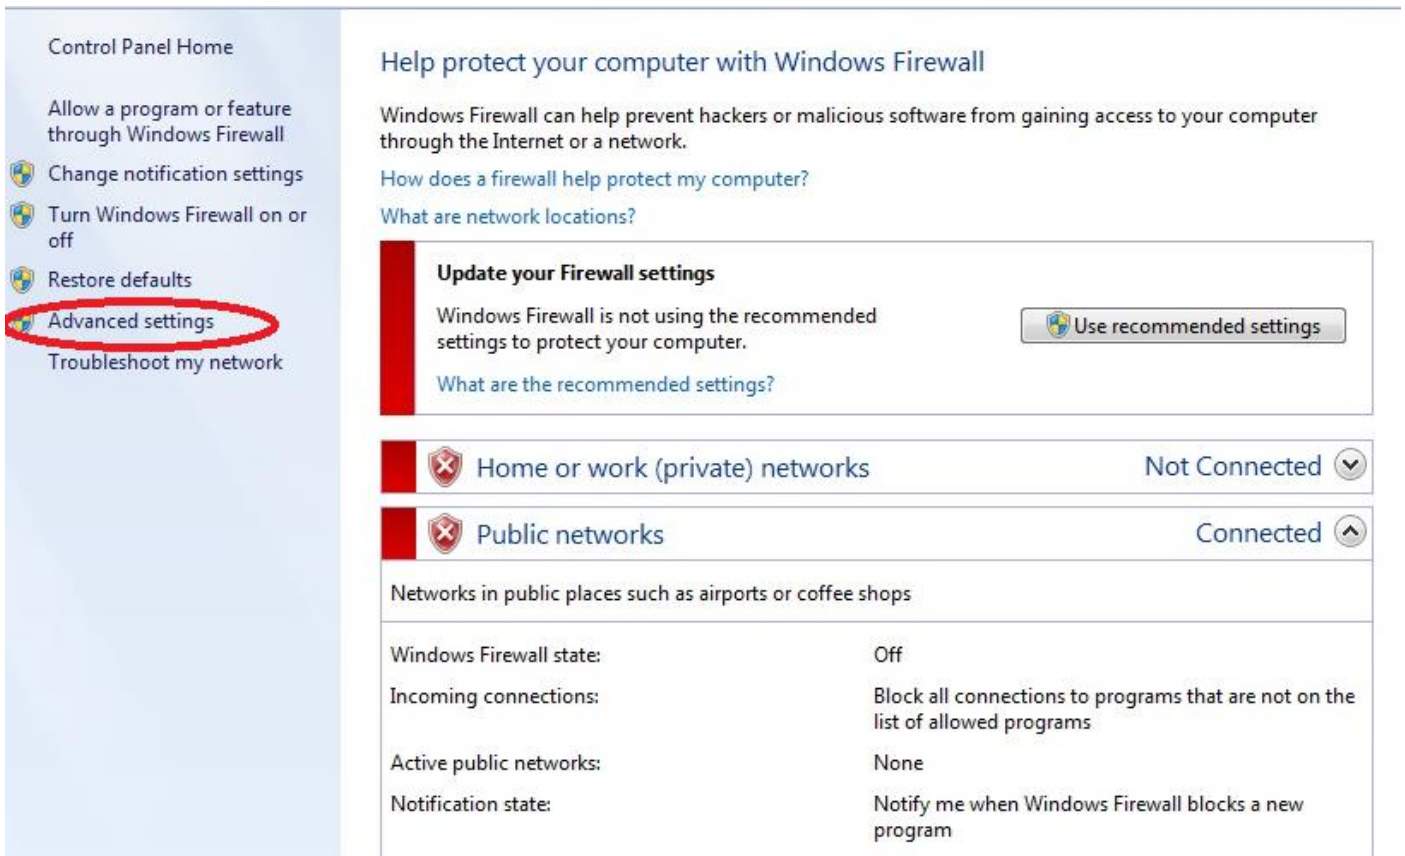 Control Panel Home
Allow a program or feature
through Windows Firewall
Change notification settings
Turn Windows Firewall on or
off
Restore defaults
Advanced settings
Troubleshoot my network
Help protect your computer with Windows Firewall
Windows Firewall can help prevent hackers or malicious software from gaining access to your computer
through the Internet or a network.
How does a firewall help protect my computer?
What are network locations?
Update your Firewall settings
Windows Firewall is not using the recommended
settings to protect your computer.
Use recommended settings
What are the recommended settings?
Home or work (private) networks Not Connected
Public networks Connected
Networks in public places such as airports or coffee shops
Windows Firewall state: Off
Incoming connections: Block all connections to programs that are not on the
list of allowed programs
Active public networks: None
Notification state: Notify me when Windows Firewall blocks a new
program